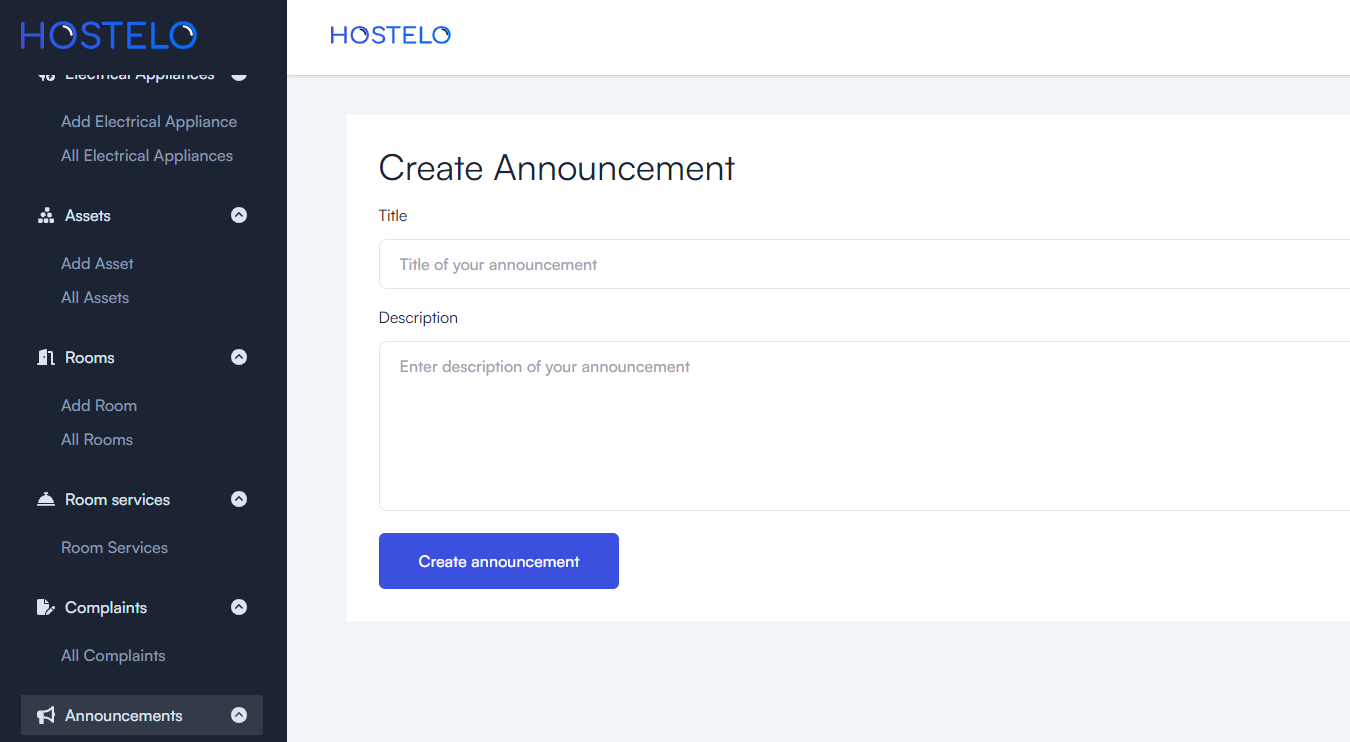 HOSTELO
Electrical Appliances
Add Electrical Appliance
All Electrical Appliances
Assets
Add Asset
All Assets
Rooms
Add Room
All Rooms
Room services
Room Services
Complaints
All Complaints
Announcements
HOSTELO
Create Announcement
Title
Title of your announcement
Description
Enter description of your announcement
Create announcement